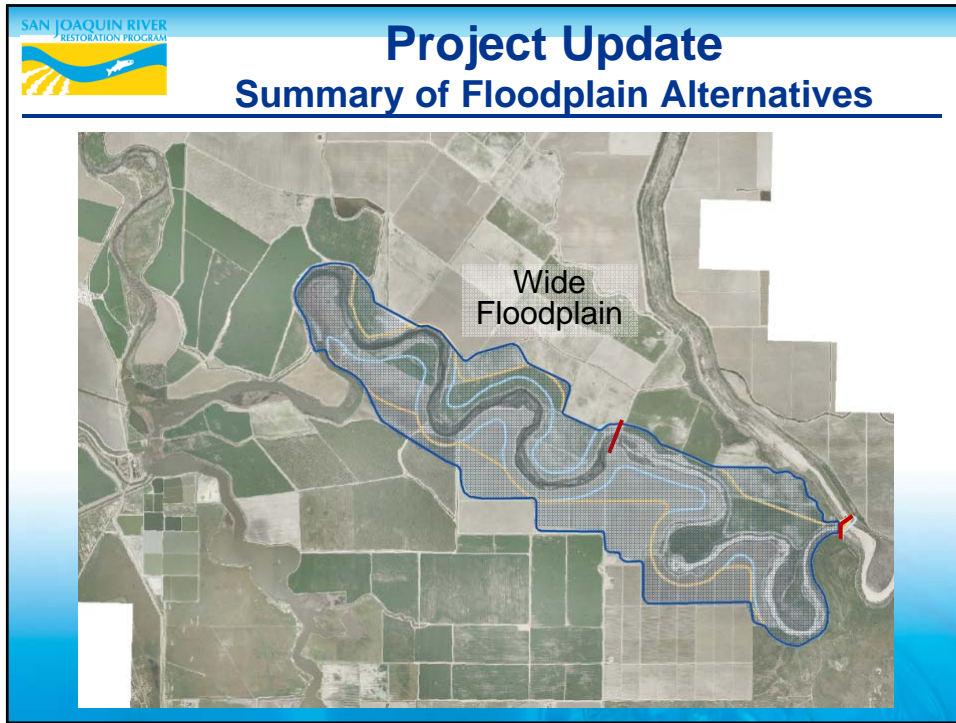 SAN JOAQUIN RIVER
RESTORATION PROGRAM
Project Update
Summary of Floodplain Alternatives
Wide
Floodplain